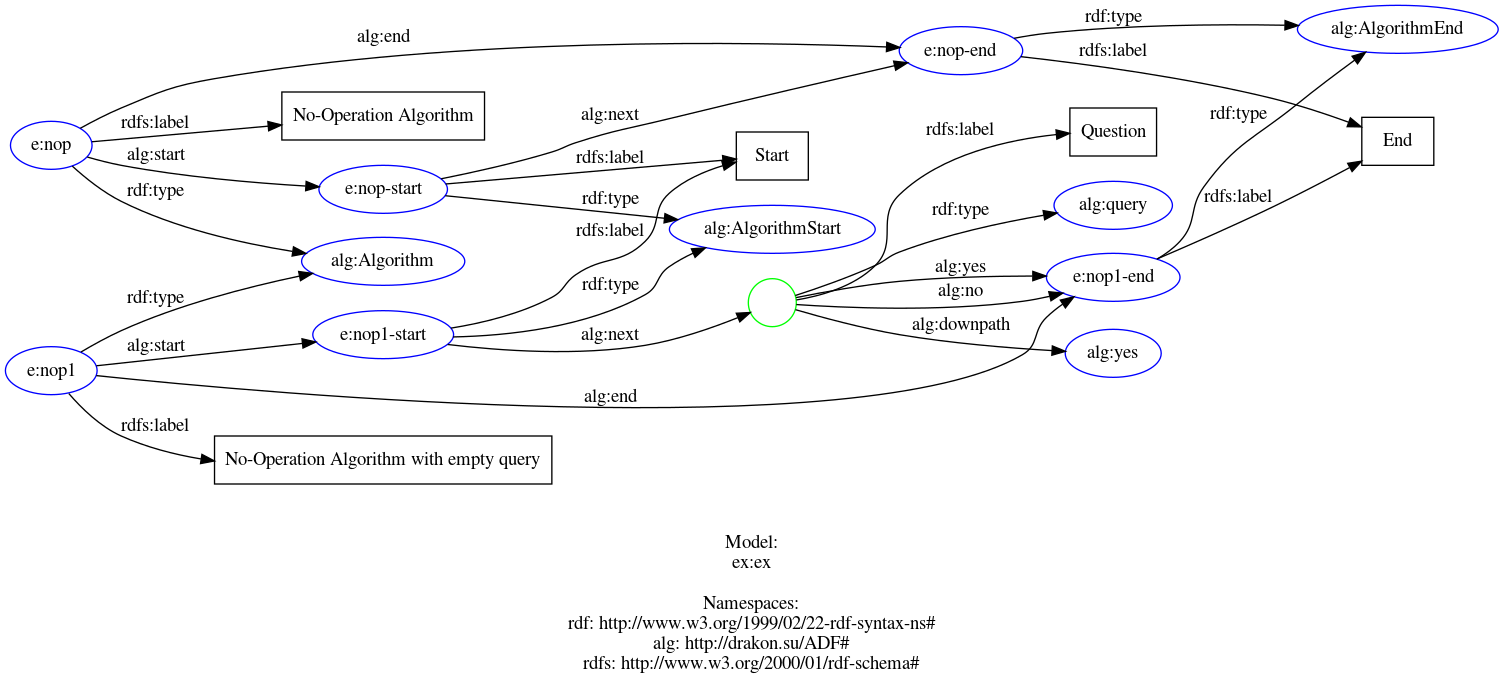 rdf:type
alg:AlgorithmEnd
alg:end
e:nop-end
rdfs:label
No-Operation Algorithm
alg:next
rdfs:label
Question
rdf:type
End
e:nop
rdfs:label
alg:start
rdfs:label
Start
e:nop-start
rdf:type
rdf:type
alg:query
rdfs:label
rdf:type
rdfs:label
alg:AlgorithmStart
alg:Algorithm
alg:yes
e:nop1-end
rdf:type
rdf:type
alg:no
alg:start
e:nop1-start
alg:next
alg:downpath
alg:yes
e:nop1
alg:end
rdfs:label
No-Operation Algorithm with empty query
Model:
ex:ex
Namespaces:
rdf: http://www.w3.org/1999/02/22-rdf-syntax-ns#
alg: http://drakon.su/ADF#
rdfs: http://www.w3.org/2000/01/rdf-schema#